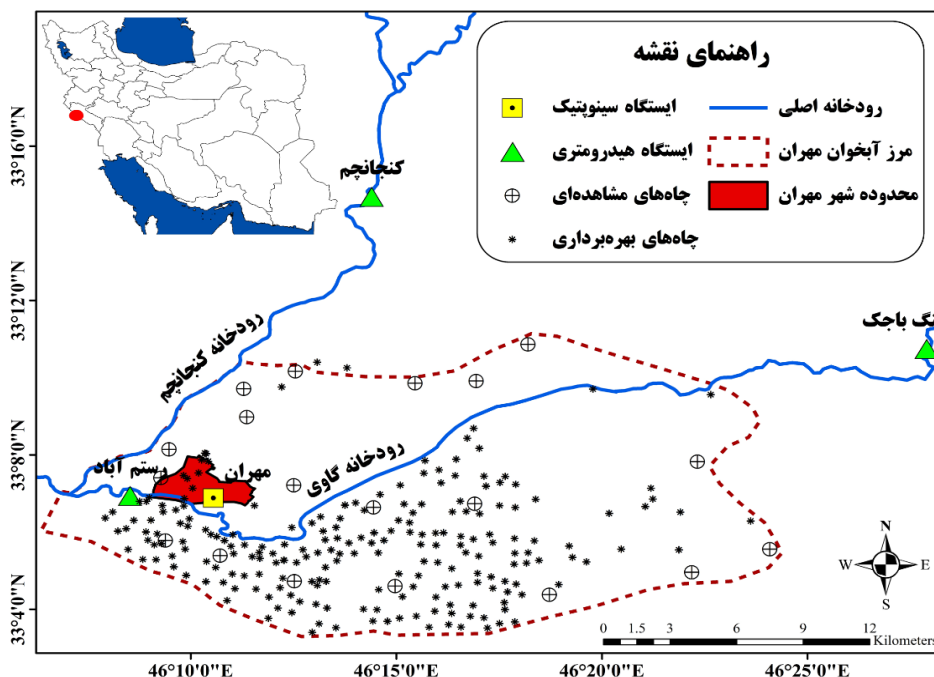 راهنمای نقشه
رودخانه اصلی
ایستگاه سینوپتیک
مرز آبخوان مهران
ایستگاه هیدرومتری
محدوده شهر مهران
چاه‌های مشاهده‌ای
چاه‌های بهره‌برداری
کنجانچم
رودخانه کنجانچم
نگ باجک
رستم آباد
مهران
رودخانه گاوی
33°16'0"N
33°12'0"N
33°8'0"N
33°4'0"N
N
W E
S
0 1.5 3 6 9 12
Kilometers
46°10'0"E 46°15'0"E 46°20'0"E 46°25'0"E